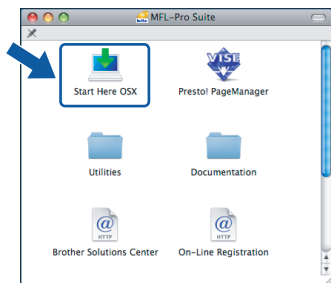 MFL-Pro Suite
VISE
Start Here OSX
Presto! PageManager
Utilities
Documentation
@
HTTP
@
HTTP
Brother Solutions Center
On-Line Registration